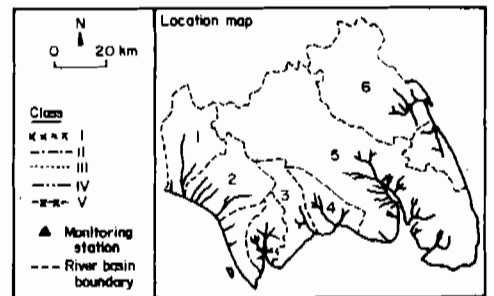 N
0 20 km
Class
I
II
III
IV
V
Monitoring
station
River basin
boundary
Location map
1
2
3
4
5
6